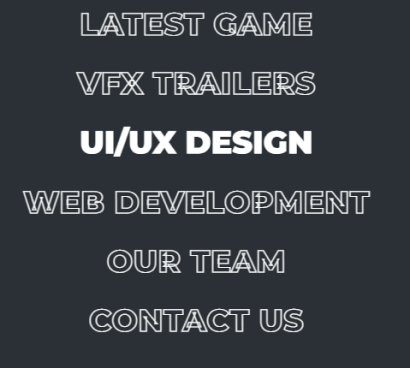 LATEST GAME
VFX TRAILERS
UI/UX DESIGN
WEB DEVELOPMENT
OUR TEAM
CONTACT US